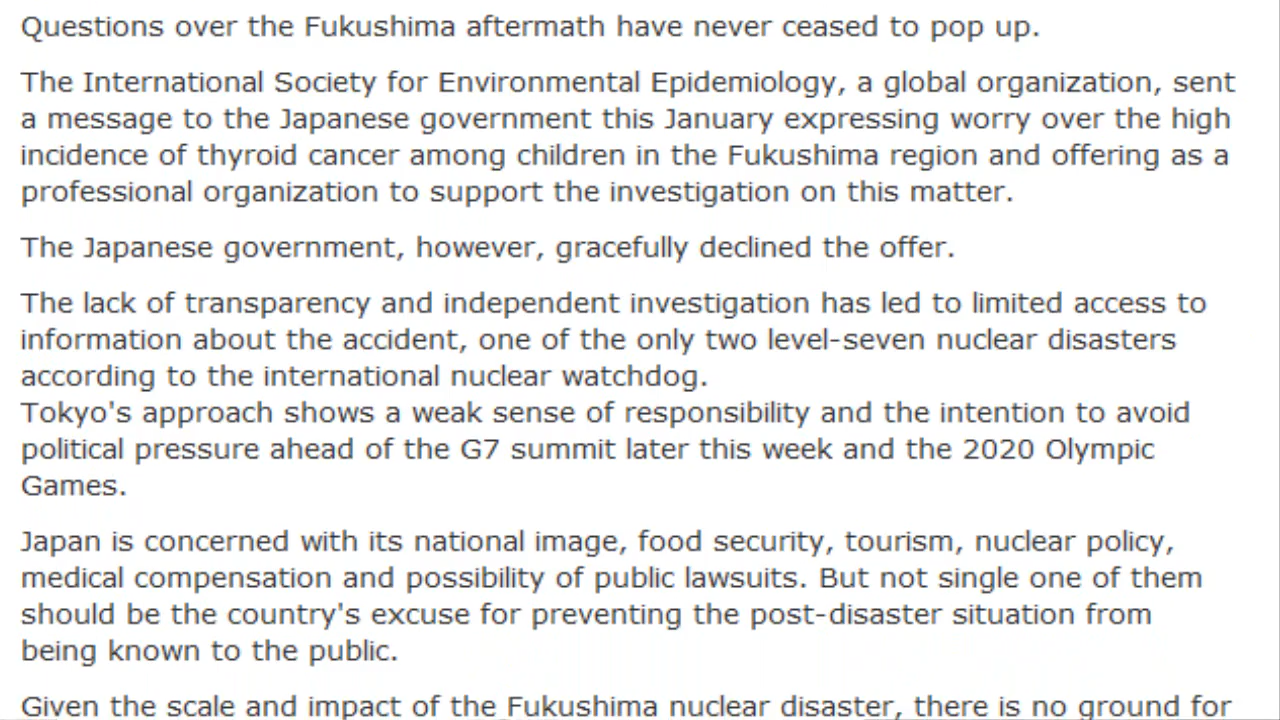 Questions over the Fukushima aftermath have never ceased to pop up.
The International Society for Environmental Epidemiology, a global organization, sent
a message to the Japanese government this January expressing worry over the high
incidence of thyroid cancer among children in the Fukushima region and offering as a
professional organization to support the investigation on this matter.
The Japanese government, however, gracefully declined the offer.
The lack of transparency and independent investigation has led to limited access to
information about the accident, one of the only two level-seven nuclear disasters
according to the international nuclear watchdog.
Tokyo's approach shows a weak sense of responsibility and the intention to avoid
political pressure ahead of the G7 summit later this week and the 2020 Olympic
Games.
Japan is concerned with its national image, food security, tourism, nuclear policy,
medical compensation and possibility of public lawsuits. But not single one of them
should be the country's excuse for preventing the post-disaster situation from
being known to the public.
Given the scale and impact of the Fukushima nuclear disaster, there is no ground for